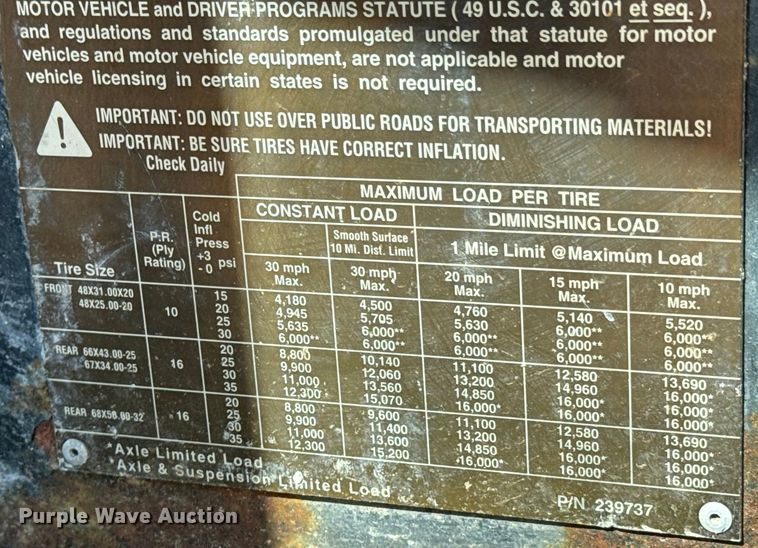 MOTOR VEHICLE and DRIVER PROGRAMS STATUTE ( 49 U.S.C. & 30101 et seq. ),
and regulations and standards promulgated under that statute for motor
vehicles and motor vehicle equipment, are not applicable and motor
vehicle licensing in certain states is not required.
IMPORTANT: DO NOT USE OVER PUBLIC ROADS FOR TRANSPORTING MATERIALS!
IMPORTANT: BE SURE TIRES HAVE CORRECT INFLATION.
Check Daily
MAXIMUM LOAD PER TIRE
CONSTANT LOAD DIMINISHING LOAD
Tire Size P.R. (Ply Rating) Cold Infl Press +3 - 0 psi
Smooth Surface 10 Mi. Dist. Limit 1 Mile Limit @ Maximum Load
30 mph Max. 30 mph Max. 20 mph Max. 15 mph Max. 10 mph Max.
FRONT 48X31.00X20 15 4,180 4,500 4,760 5,140 5,520
48X25.00-20 10 20 4,945 5,705 5,630 6,000** 6,000**
25 5,635 6,000** 6,000** 6,000** 6,000**
30 6,000** 6,000** 6,000** 6,000** 6,000**
REAR 66X43.00-25 20 8,800 10,140 11,100 12,580 13,690
67X34.00-25 16 25 9,900 12,060 13,200 14,960 16,000*
30 11,000 13,560 14,850 16,000* 16,000*
35 12,300* 15,070 16,000* 16,000* 16,000*
REAR 68X50.00-32 16 20 8,800 9,600 11,100 12,580 13,690
25 9,900 11,400 13,200 14,960 16,000*
30 11,000 13,600 14,850 16,000* 16,000*
35 12,300 15,200 16,000* 16,000* 16,000*
*Axle Limited Load
*Axle & Suspension Limited Load
P/N 239737
Purple Wave Auction